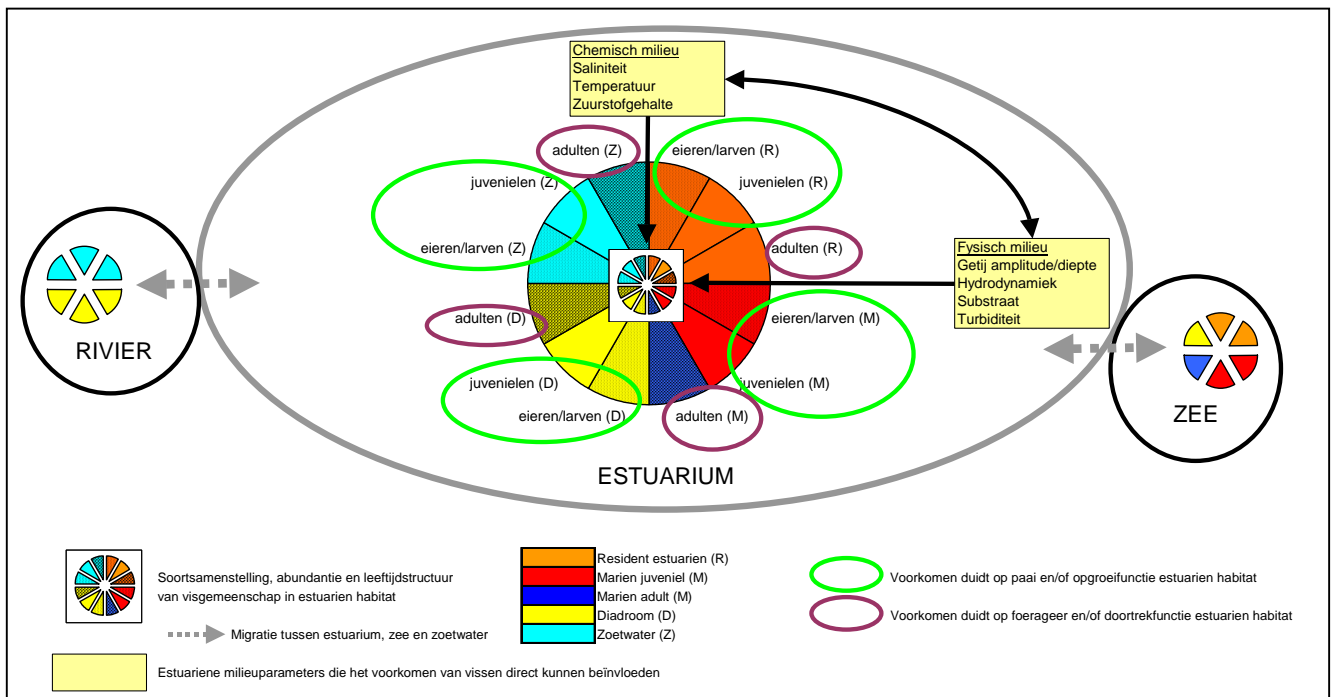 Chemisch milieu
Saliniteit
Temperatuur
Zuurstofgehalte
adulten (Z)
eieren/larven (R)
juvenielen (Z)
juvenielen (R)
eieren/larven (Z)
adulten (R)
Fysisch milieu
Getij amplitude/diepte
Hydrodynamiek
Substraat
Turbiditeit
adulten (D)
eieren/larven (M)
RIVIER
juvenielen (D)
juvenielen (M)
eieren/larven (D)
adulten (M)
ZEE
ESTUARIUM
Soortsamenstelling, abundantie en leeftijdstructuur
van visgemeenschap in estuarien habitat
Migratie tussen estuarium, zee en zoetwater
Estuariene milieuparameters die het voorkomen van vissen direct kunnen beïnvloeden
Resident estuarien (R)
Marien juveniel (M)
Marien adult (M)
Diadroom (D)
Zoetwater (Z)
Voorkomen duidt op paai en/of opgroeifunctie estuarien habitat
Voorkomen duidt op foerageer en/of doortrekfunctie estuarien habitat